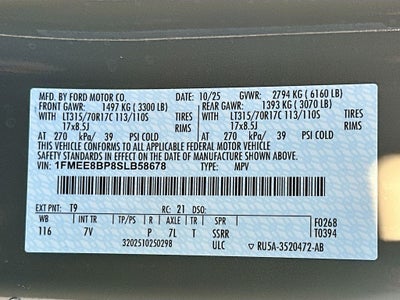 MFD. BY FORD MOTOR CO. 10/25 GVWR: 2794 KG (6160 LB)
FRONT GAWR: 1497 KG (3300 LB) REAR GAWR: 1393 KG (3070 LB)
WITH LT315/70R17C 113/110S TIRES WITH LT315/70R17C 113/110S TIRES
17x8.5J RIMS 17x8.5J RIMS
AT 270 kPa/ 39 PSI COLD AT 270 kPa/ 39 PSI COLD
THIS VEHICLE CONFORMS TO ALL APPLICABLE FEDERAL MOTOR VEHICLE
SAFETY STANDARDS IN EFFECT ON THE DATE OF MANUFACTURE SHOWN ABOVE.
VIN: 1FMEE8BP8SLB58678 TYPE: MPV
EXT PNT: T9 RC: 21 DSO:
WB INT TR TP/PS R AXLE TR SPR F0268
116 7V P 7L T SSRR T0394
3202510250298 ULC ▽ RU5A-3520472-AB